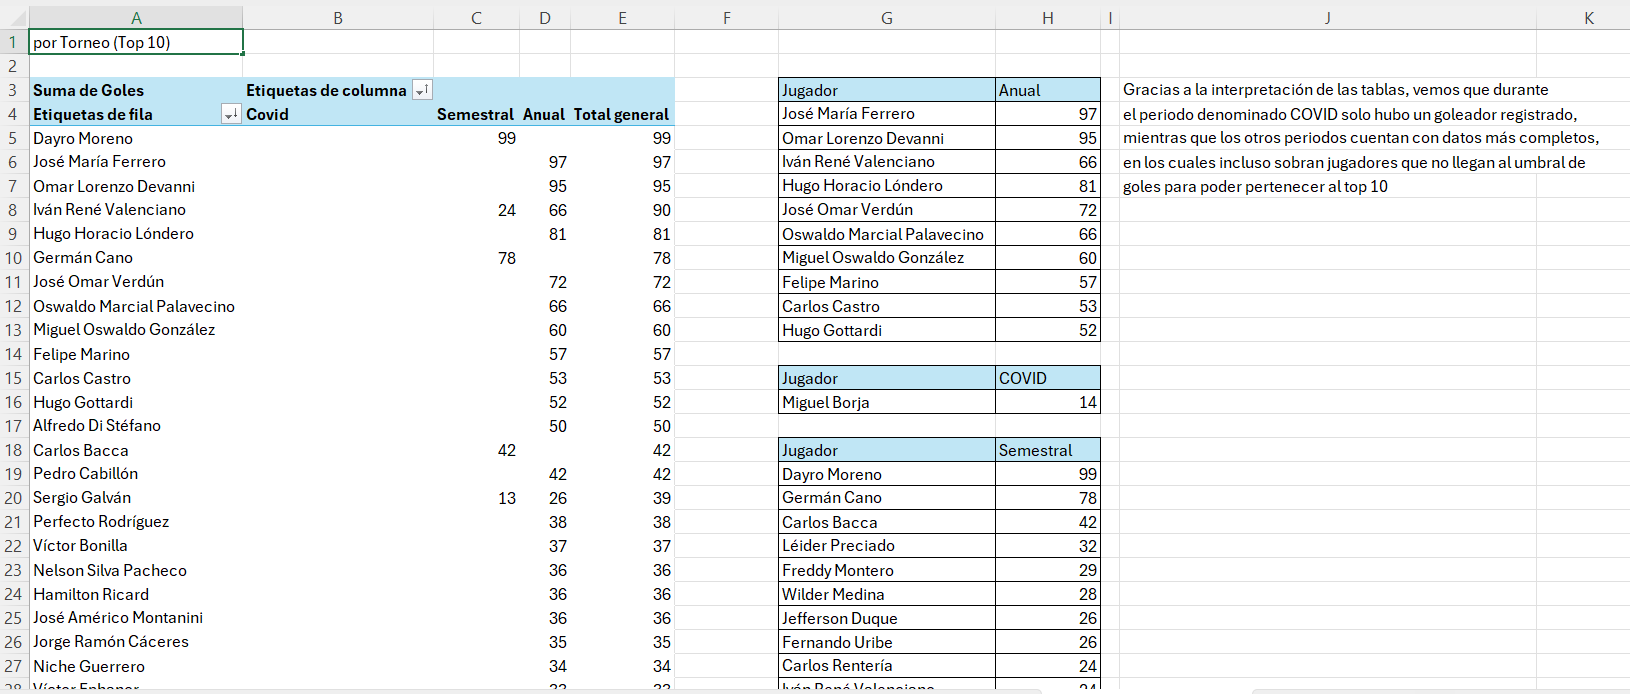 A B C D E F G H I J K
1 por Torneo (Top 10)
2
3 Suma de Goles Etiquetas de columna Jugador Anual Gracias a la interpretación de las tablas, vemos que durante
4 Etiquetas de fila Covid Semestral Anual Total general José María Ferrero 97 el periodo denominado COVID solo hubo un goleador registrado,
5 Dayro Moreno 99 99 Omar Lorenzo Devanni 95 mientras que los otros periodos cuentan con datos más completos,
6 José María Ferrero 97 97 Iván René Valenciano 66 en los cuales incluso sobran jugadores que no llegan al umbral de
7 Omar Lorenzo Devanni 95 95 Hugo Horacio Lóndero 81 goles para poder pertenecer al top 10
8 Iván René Valenciano 24 66 90 José Omar Verdún 72
9 Hugo Horacio Lóndero 81 81 Oswaldo Marcial Palavecino 66
10 Germán Cano 78 78 Miguel Oswaldo González 60
11 José Omar Verdún 72 72 Felipe Marino 57
12 Oswaldo Marcial Palavecino 66 66 Carlos Castro 53
13 Miguel Oswaldo González 60 60 Hugo Gottardi 52
14 Felipe Marino 57 57
15 Carlos Castro 53 53 Jugador COVID
16 Hugo Gottardi 52 52 Miguel Borja 14
17 Alfredo Di Stéfano 50 50
18 Carlos Bacca 42 42 Jugador Semestral
19 Pedro Cabillón 42 42 Dayro Moreno 99
20 Sergio Galván 13 26 39 Germán Cano 78
21 Perfecto Rodríguez 38 38 Carlos Bacca 42
22 Víctor Bonilla 37 37 Léider Preciado 32
23 Nelson Silva Pacheco 36 36 Freddy Montero 29
24 Hamilton Ricard 36 36 Wilder Medina 28
25 José Américo Montanini 36 36 Jefferson Duque 26
26 Jorge Ramón Cáceres 35 35 Fernando Uribe 26
27 Niche Guerrero 34 34 Carlos Rentería 24